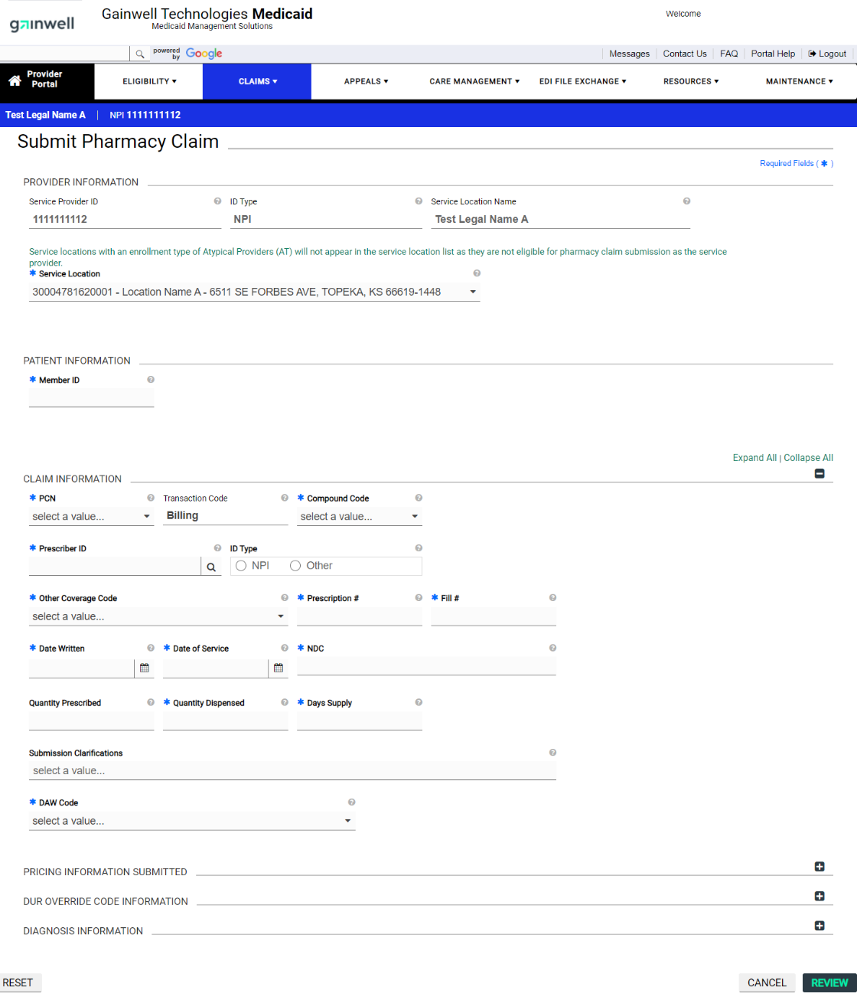 gainwell
Gainwell Technologies Medicaid
Medicaid Management Solutions
Welcome
powered by Google
Messages Contact Us FAQ Portal Help Logout
Provider Portal
ELIGIBILITY CLAIMS APPEALS CARE MANAGEMENT EDI FILE EXCHANGE RESOURCES MAINTENANCE
Test Legal Name A | NPI 1111111112
Submit Pharmacy Claim
Required Fields ( * )
PROVIDER INFORMATION
Service Provider ID ID Type Service Location Name
1111111112 NPI Test Legal Name A
Service locations with an enrollment type of Atypical Providers (AT) will not appear in the service location list as they are not eligible for pharmacy claim submission as the service
provider.
* Service Location
30004781620001 - Location Name A - 6511 SE FORBES AVE, TOPEKA, KS 66619-1448
PATIENT INFORMATION
* Member ID
Expand All | Collapse All
CLAIM INFORMATION
* PCN Transaction Code * Compound Code
select a value... Billing select a value...
* Prescriber ID ID Type
NPI Other
* Other Coverage Code * Prescription # * Fill #
select a value...
* Date Written * Date of Service * NDC
Quantity Prescribed * Quantity Dispensed * Days Supply
Submission Clarifications
select a value...
* DAW Code
select a value...
PRICING INFORMATION SUBMITTED
DUR OVERRIDE CODE INFORMATION
DIAGNOSIS INFORMATION
RESET CANCEL REVIEW